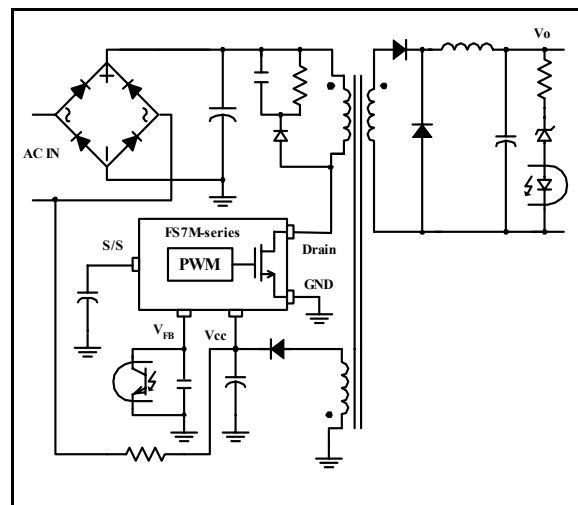 Vo
AC IN
FS7M-series
S/S
PWM
Drain
GND
VFB
Vcc